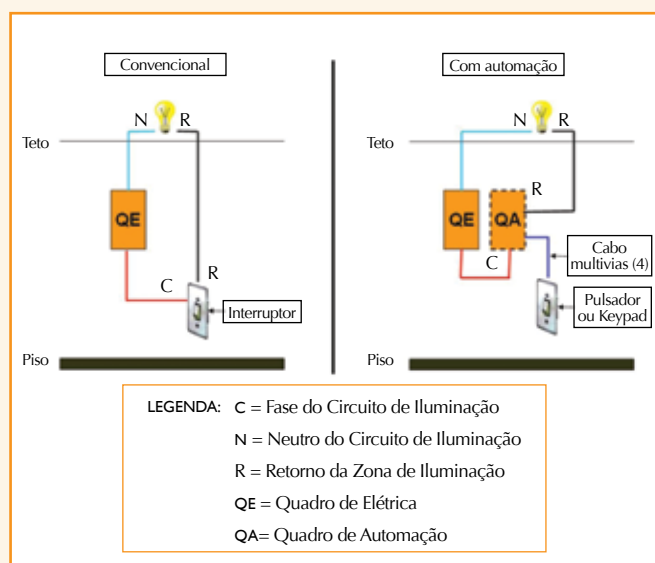 Convencional
N R
Teto
QE
C R
Interruptor
Piso
Com automação
N R
Teto
R
QE QA
C
Cabo
multivias (4)
Pulsador
ou Keypad
Piso
LEGENDA: C = Fase do Circuito de Iluminação
N = Neutro do Circuito de Iluminação
R = Retorno da Zona de Iluminação
QE = Quadro de Elétrica
QA= Quadro de Automação